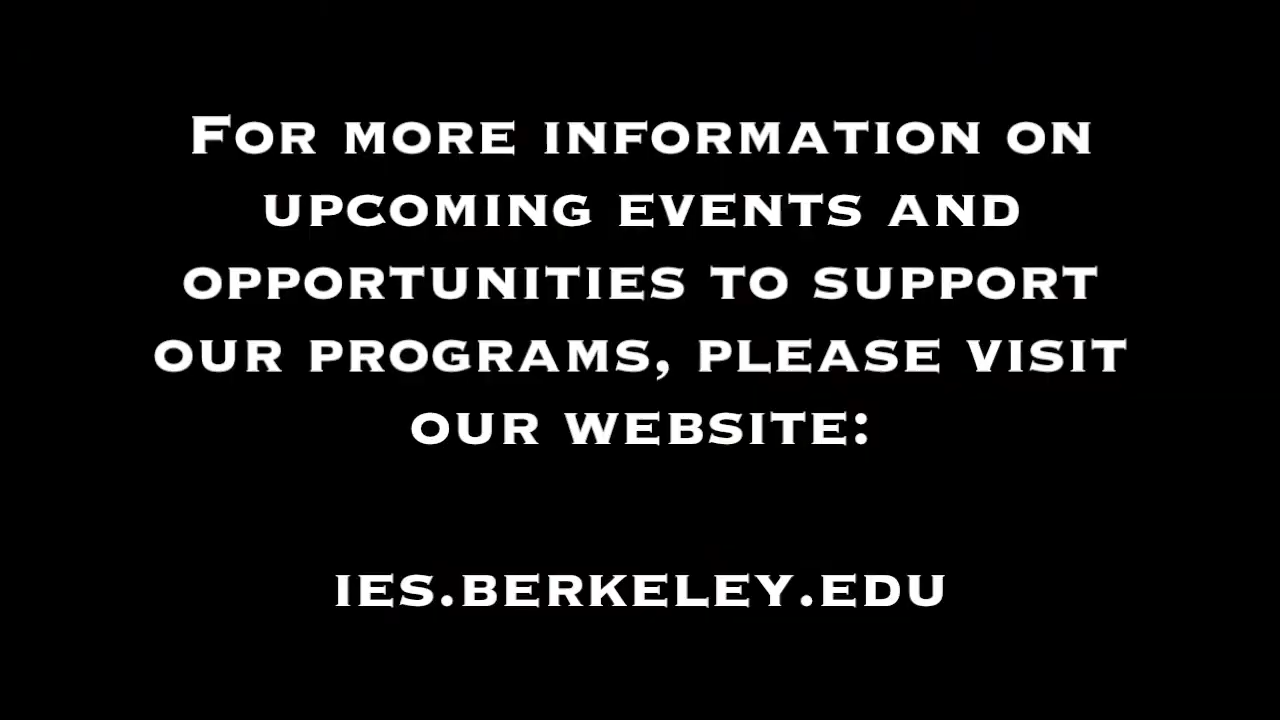 For more information on
upcoming events and
opportunities to support
our programs, please visit
our website:
ies.berkeley.edu